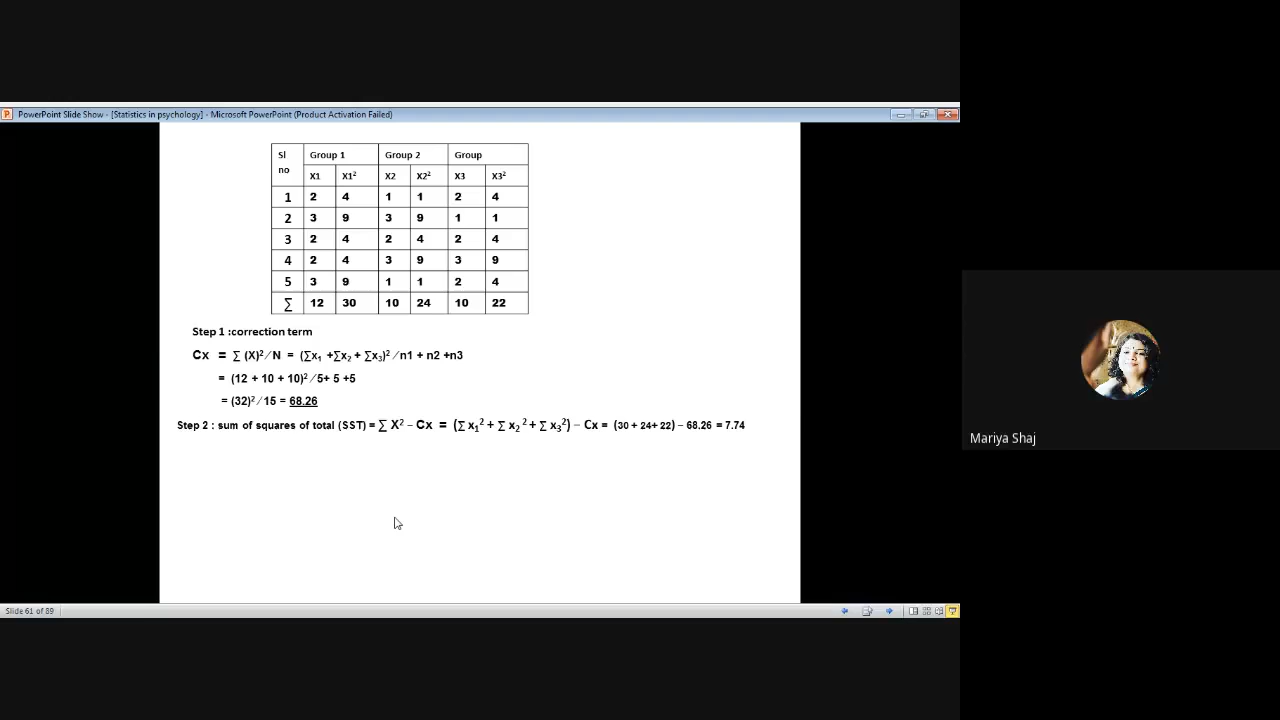 PowerPoint Slide Show - [Statistics in psychology] - Microsoft PowerPoint (Product Activation Failed)
Sl no Group 1 Group 2 Group
X1 X1² X2 X2² X3 X3²
1 2 4 1 1 2 4
2 3 9 3 9 1 1
3 2 4 2 4 2 4
4 2 4 3 9 3 9
5 3 9 1 1 2 4
∑ 12 30 10 24 10 22
Step 1 :correction term
Cx = ∑ (X)²/N = (∑x₁ +∑x₂ + ∑x₃)²/n1 + n2 +n3
= (12 + 10 + 10)²/5+ 5 +5
= (32)²/15 = 68.26
Step 2 : sum of squares of total (SST) = ∑ X² – Cx = (∑ x₁² + ∑ x₂² + ∑ x₃²) – Cx = (30 + 24+ 22) – 68.26 = 7.74
Mariya Shaj
Slide 61 of 89